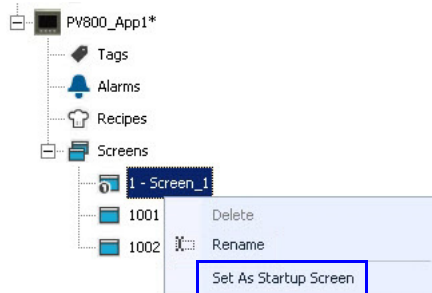 PV800_App1*
Tags
Alarms
Recipes
Screens
1 - Screen_1
1001
Delete
1002
Rename
Set As Startup Screen